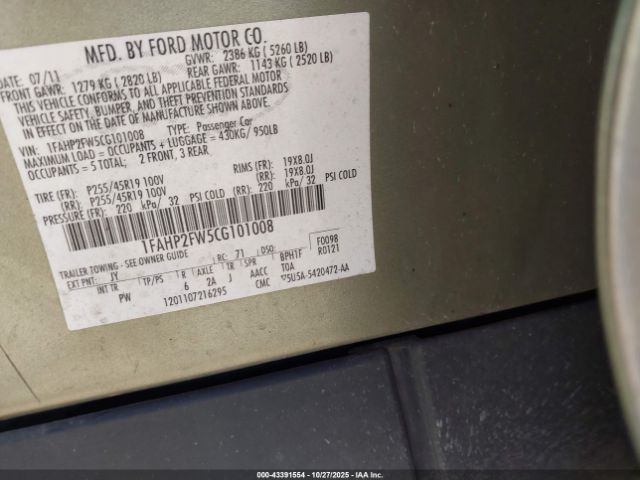 MFD. BY FORD MOTOR CO.
DATE: 07/11 GVWR: 2386 KG (5260 LB)
FRONT GAWR: 1279 KG (2820 LB) REAR GAWR: 1143 KG (2520 LB)
THIS VEHICLE CONFORMS TO ALL APPLICABLE FEDERAL MOTOR
VEHICLE SAFETY, BUMPER, AND THEFT PREVENTION STANDARDS
IN EFFECT ON THE DATE OF MANUFACTURE SHOWN ABOVE.
VIN: 1FAHP2FW5CG101008 TYPE: Passenger Car
MAXIMUM LOAD = OCCUPANTS + LUGGAGE = 430KG/ 950LB
OCCUPANTS = 5 TOTAL: 2 FRONT, 3 REAR
TIRE (FR): P255/45R19 100V RIMS (FR): 19X8.0J
(RR): P255/45R19 100V (RR): 19X8.0J
PRESSURE (FR): 220 kPa/ 32 PSI COLD (RR): 220 kPa/ 32 PSI COLD
1FAHP2FW5CG101008
TRAILER TOWING - SEE OWNER GUIDE RC: 71 DSO: F0098
EXT PNT: JY R0121
INT TR TP/PS R AXLE TR SPR BPH1F
PW 6 2A J AACC TOA
CMC 5U5A-5420472-AA
1201107216295
000-43391554 | 10/27/2025 | IAA Inc.